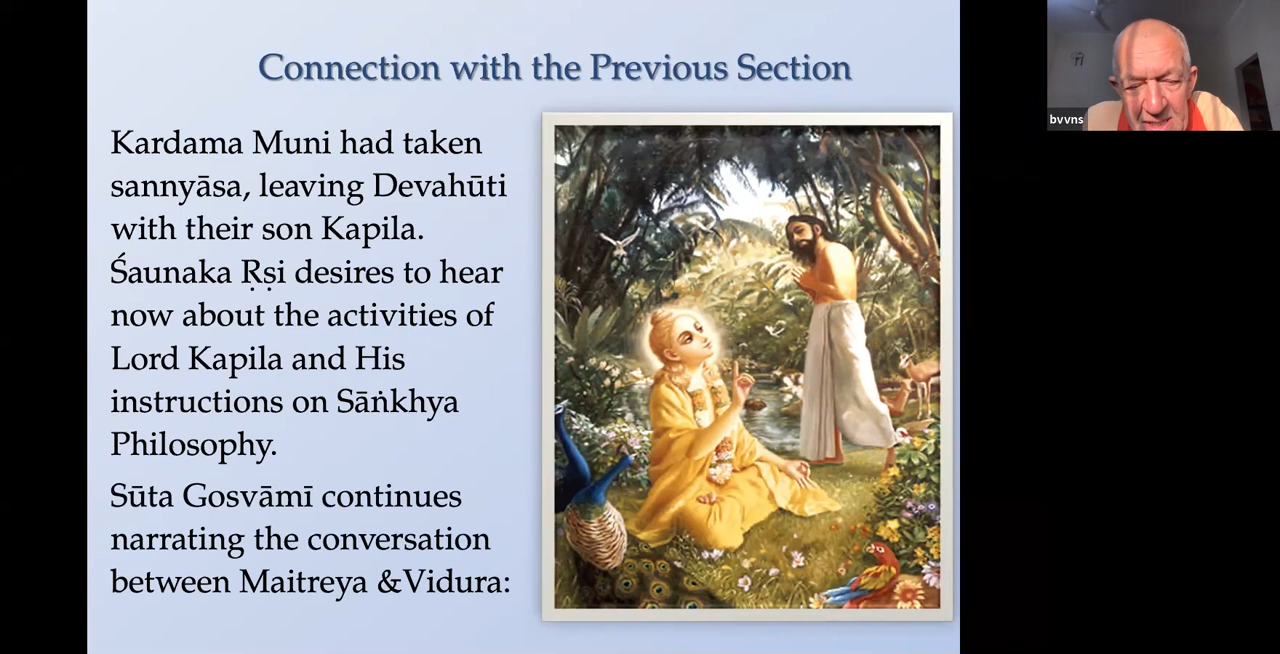 Connection with the Previous Section
Kardama Muni had taken
sannyāsa, leaving Devahūti
with their son Kapila.
Śaunaka Ṛṣi desires to hear
now about the activities of
Lord Kapila and His
instructions on Sāṅkhya
Philosophy.
Sūta Gosvāmī continues
narrating the conversation
between Maitreya &Vidura:
bvvns